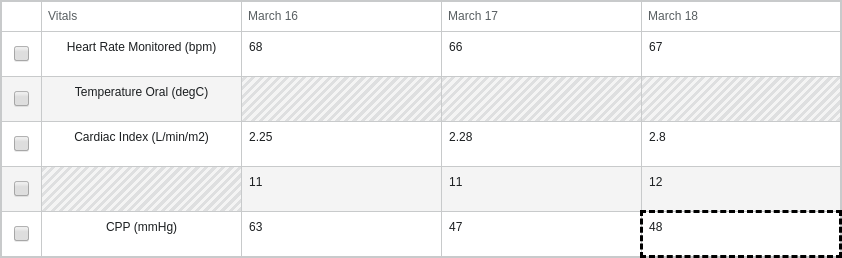 Vitals March 16 March 17 March 18
Heart Rate Monitored (bpm) 68 66 67
Temperature Oral (degC)
Cardiac Index (L/min/m2) 2.25 2.28 2.8
11 11 12
CPP (mmHg) 63 47 48